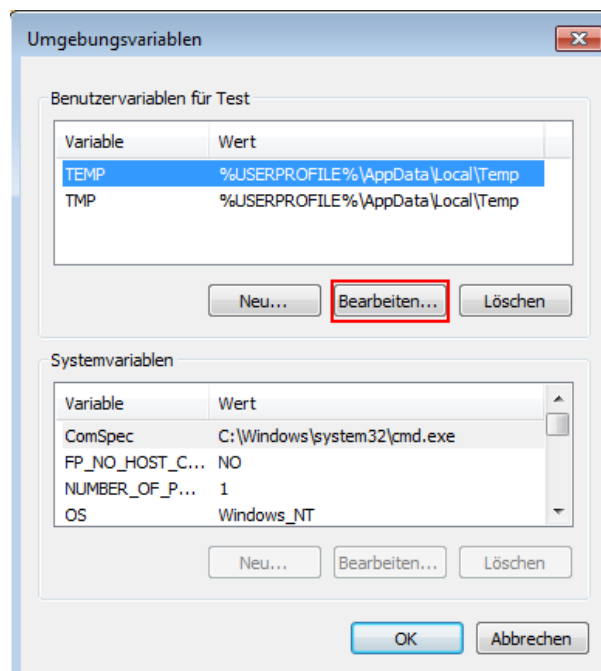 Umgebungsvariablen
Benutzervariablen für Test
Variable Wert
TEMP %USERPROFILE%\AppData\Local\Temp
TMP %USERPROFILE%\AppData\Local\Temp
Neu... Bearbeiten... Löschen
Systemvariablen
Variable Wert
ComSpec C:\Windows\system32\cmd.exe
FP_NO_HOST_C... NO
NUMBER_OF_P... 1
OS Windows_NT
Neu... Bearbeiten... Löschen
OK Abbrechen